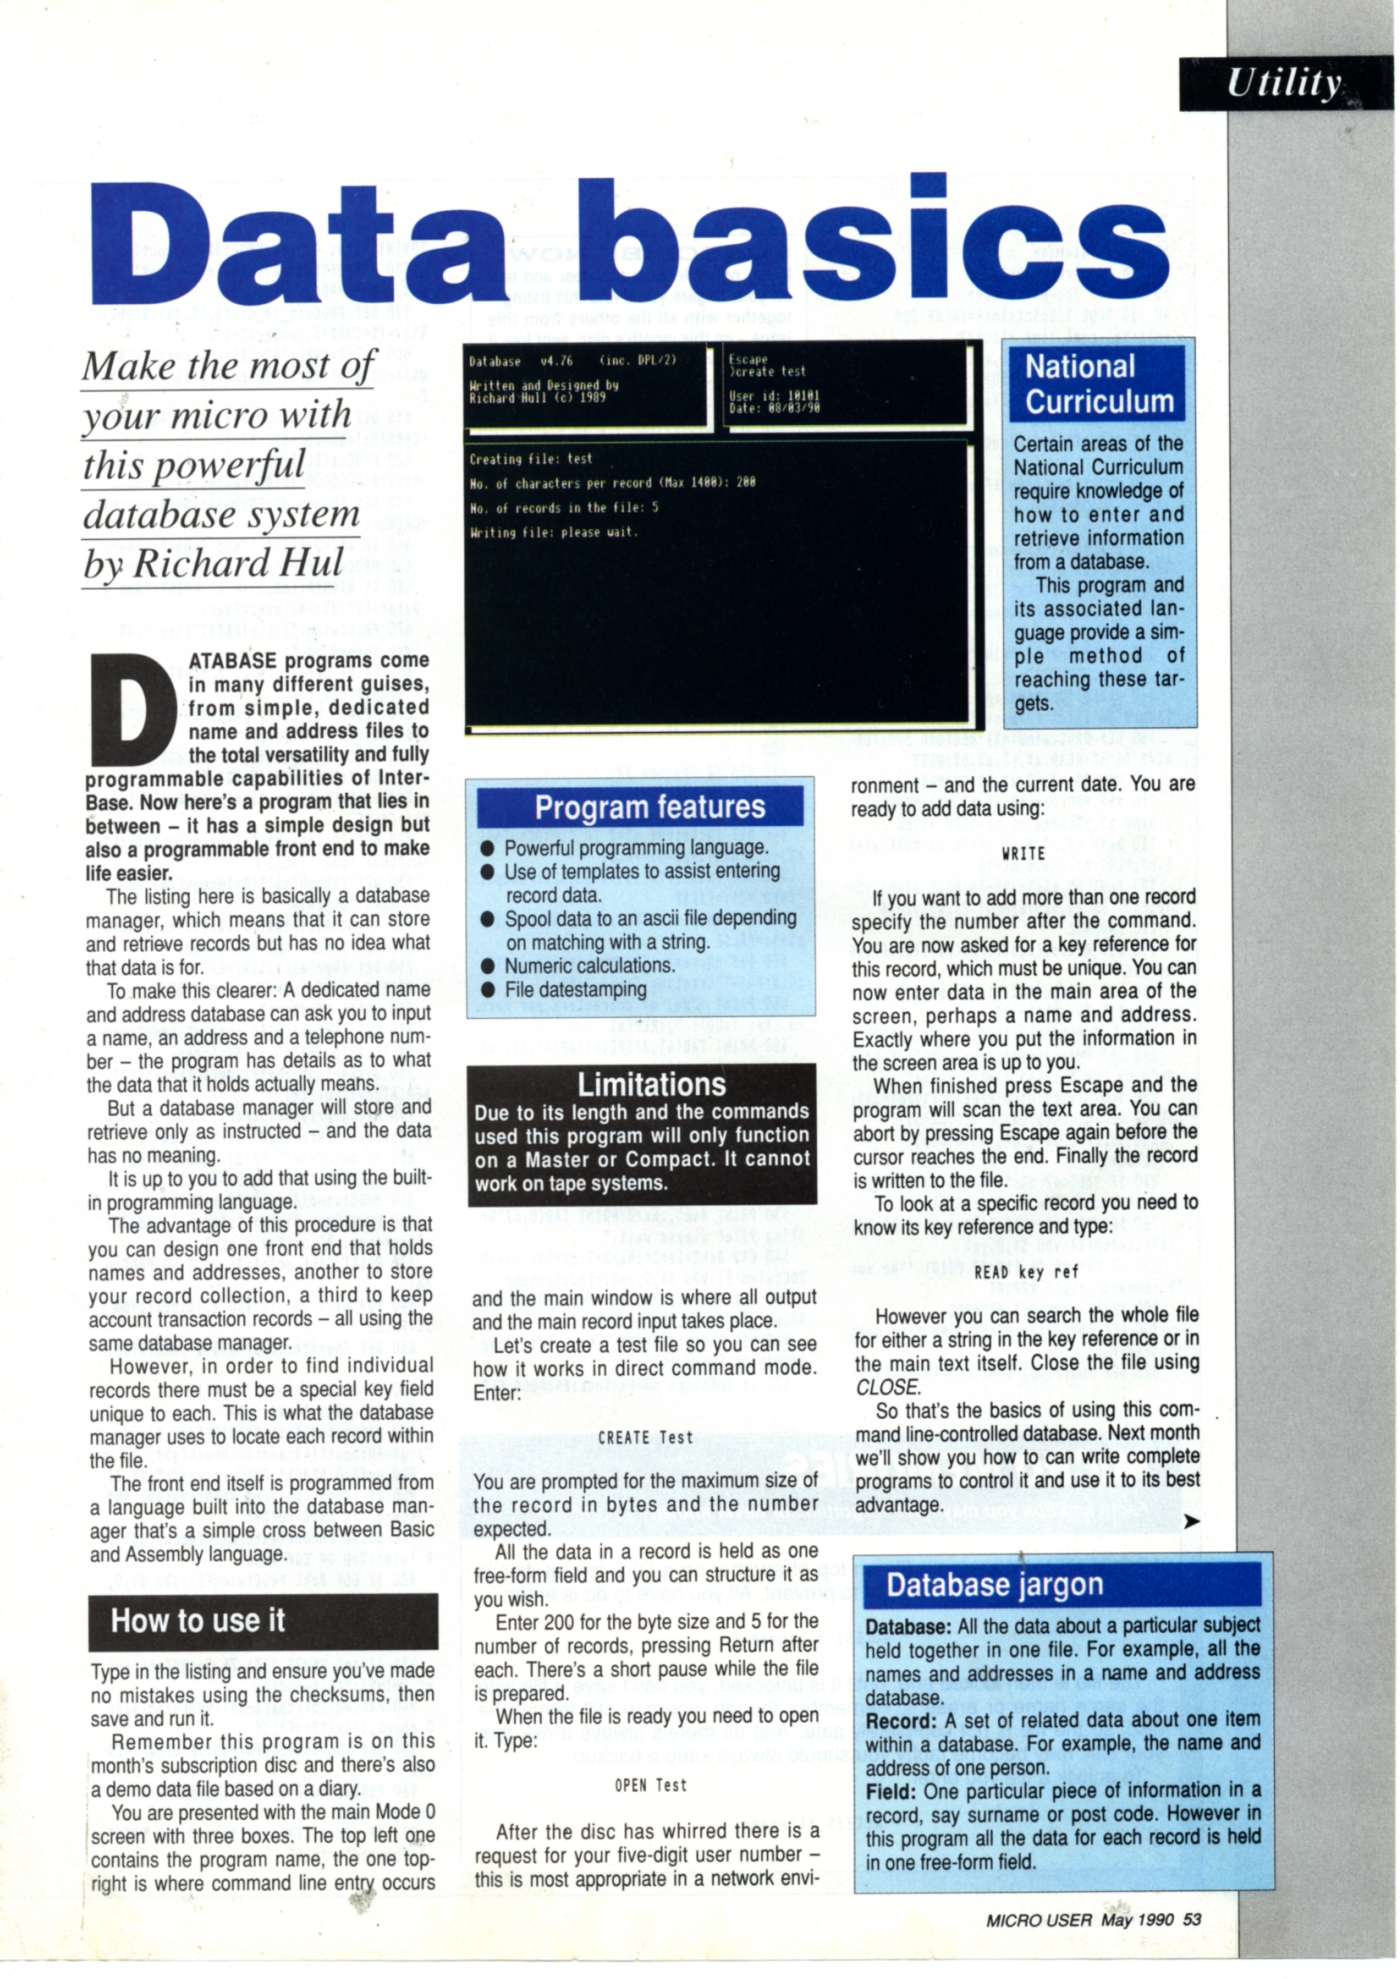 Utility
Data basics
Make the most of
your micro with
this powerful
database system
by Richard Hul
Database v4.76 (inc. DPL/2)
Written and Designed by
Richard Hull (c) 1989
Escape
>create test
User id: 10101
Date: 08/03/90
Creating file: test
No. of characters per record (Max 1400): 200
No. of records in the file: 5
Writing file: please wait.
National
Curriculum
Certain areas of the
National Curriculum
require knowledge of
how to enter and
retrieve information
from a database.
This program and
its associated lan-
guage provide a sim-
ple method of
reaching these tar-
gets.
DATABASE programs come
in many different guises,
from simple, dedicated
name and address files to
the total versatility and fully
programmable capabilities of Inter-
Base. Now here's a program that lies in
between – it has a simple design but
also a programmable front end to make
life easier.
The listing here is basically a database
manager, which means that it can store
and retrieve records but has no idea what
that data is for.
To make this clearer: A dedicated name
and address database can ask you to input
a name, an address and a telephone num-
ber – the program has details as to what
the data that it holds actually means.
But a database manager will store and
retrieve only as instructed – and the data
has no meaning.
It is up to you to add that using the built-
in programming language.
The advantage of this procedure is that
you can design one front end that holds
names and addresses, another to store
your record collection, a third to keep
account transaction records – all using the
same database manager.
However, in order to find individual
records there must be a special key field
unique to each. This is what the database
manager uses to locate each record within
the file.
The front end itself is programmed from
a language built into the database man-
ager that's a simple cross between Basic
and Assembly language.
How to use it
Type in the listing and ensure you've made
no mistakes using the checksums, then
save and run it.
Remember this program is on this
month's subscription disc and there's also
a demo data file based on a diary.
You are presented with the main Mode 0
screen with three boxes. The top left one
contains the program name, the one top-
right is where command line entry occurs
Program features
● Powerful programming language.
● Use of templates to assist entering
record data.
● Spool data to an ascii file depending
on matching with a string.
● Numeric calculations.
● File datestamping
Limitations
Due to its length and the commands
used this program will only function
on a Master or Compact. It cannot
work on tape systems.
and the main window is where all output
and the main record input takes place.
Let's create a test file so you can see
how it works in direct command mode.
Enter:
CREATE Test
You are prompted for the maximum size of
the record in bytes and the number
expected.
All the data in a record is held as one
free-form field and you can structure it as
you wish.
Enter 200 for the byte size and 5 for the
number of records, pressing Return after
each. There's a short pause while the file
is prepared.
When the file is ready you need to open
it. Type:
OPEN Test
After the disc has whirred there is a
request for your five-digit user number –
this is most appropriate in a network envi-
ronment – and the current date. You are
ready to add data using:
WRITE
If you want to add more than one record
specify the number after the command.
You are now asked for a key reference for
this record, which must be unique. You can
now enter data in the main area of the
screen, perhaps a name and address.
Exactly where you put the information in
the screen area is up to you.
When finished press Escape and the
program will scan the text area. You can
abort by pressing Escape again before the
cursor reaches the end. Finally the record
is written to the file.
To look at a specific record you need to
know its key reference and type:
READ key ref
However you can search the whole file
for either a string in the key reference or in
the main text itself. Close the file using
CLOSE.
So that's the basics of using this com-
mand line-controlled database. Next month
we'll show you how to can write complete
programs to control it and use it to its best
advantage.
➤
Database jargon
Database: All the data about a particular subject
held together in one file. For example, all the
names and addresses in a name and address
database.
Record: A set of related data about one item
within a database. For example, the name and
address of one person.
Field: One particular piece of information in a
record, say surname or post code. However in
this program all the data for each record is held
in one free-form field.
MICRO USER May 1990 53